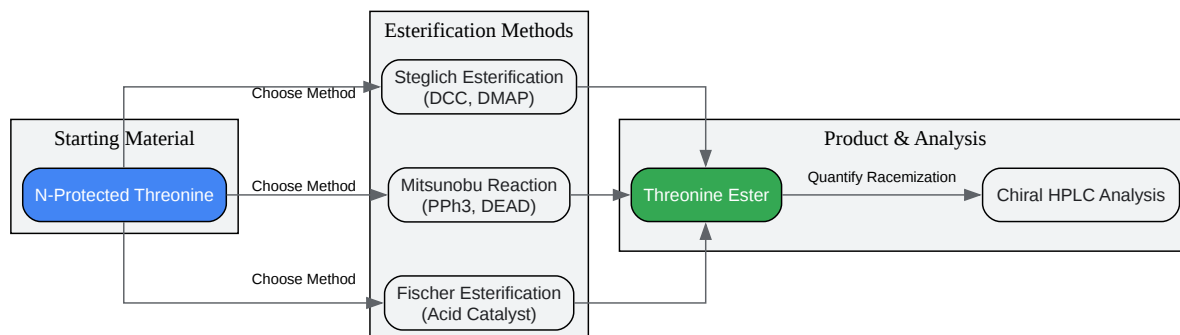 Esterification Methods
Steglich Esterification
(DCC, DMAP)
Choose Method
Starting Material
Product & Analysis
N-Protected Threonine
Choose Method
Mitsunobu Reaction
(PPh3, DEAD)
Threonine Ester
Quantify Racemization
Chiral HPLC Analysis
Choose Method
Fischer Esterification
(Acid Catalyst)